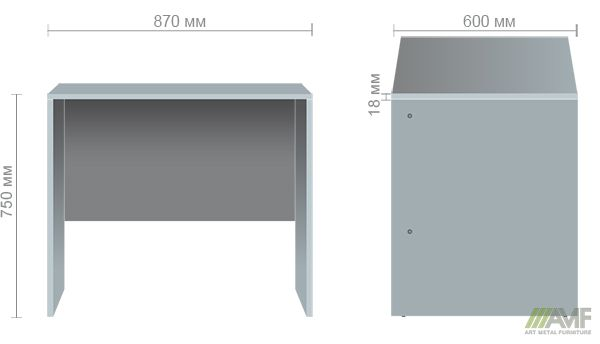 870 мм
600 мм
18 мм
750 мм
AMF
ART METAL FURNITURE